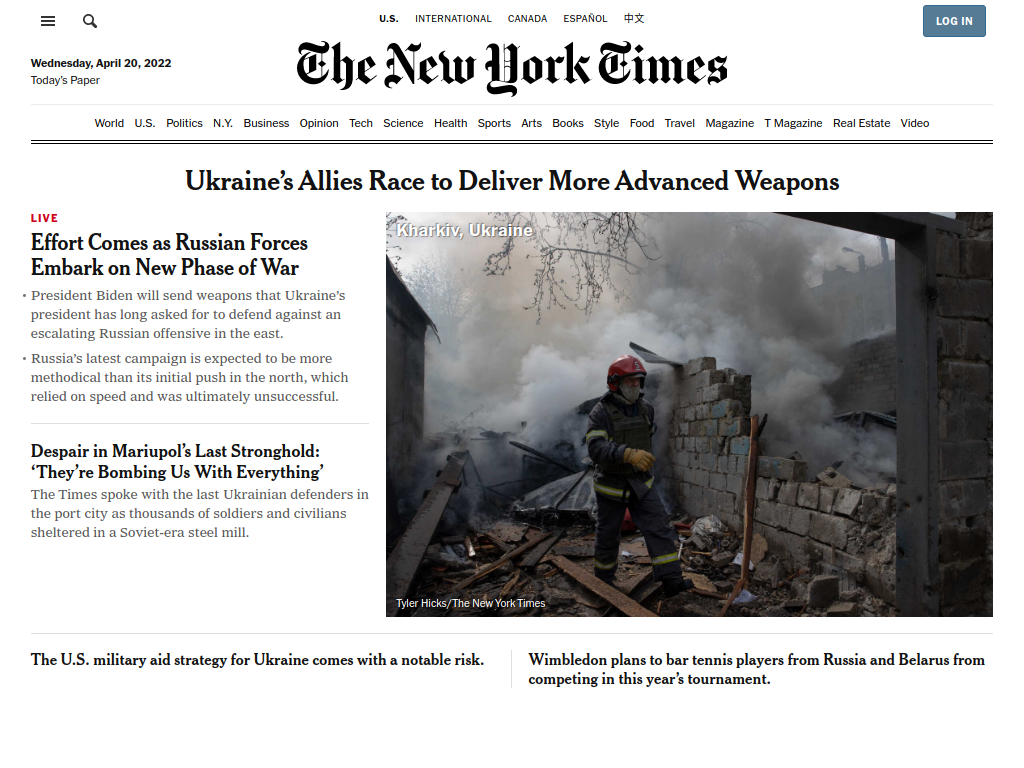 U.S. INTERNATIONAL CANADA ESPAÑOL 中文
LOG IN
Wednesday, April 20, 2022
Today's Paper
The New York Times
World U.S. Politics N.Y. Business Opinion Tech Science Health Sports Arts Books Style Food Travel Magazine T Magazine Real Estate Video
Ukraine's Allies Race to Deliver More Advanced Weapons
LIVE
Effort Comes as Russian Forces
Embark on New Phase of War
• President Biden will send weapons that Ukraine's
president has long asked for to defend against an
escalating Russian offensive in the east.
• Russia's latest campaign is expected to be more
methodical than its initial push in the north, which
relied on speed and was ultimately unsuccessful.
Despair in Mariupol's Last Stronghold:
‘They're Bombing Us With Everything’
The Times spoke with the last Ukrainian defenders in
the port city as thousands of soldiers and civilians
sheltered in a Soviet-era steel mill.
Kharkiv, Ukraine
Tyler Hicks/The New York Times
The U.S. military aid strategy for Ukraine comes with a notable risk.
Wimbledon plans to bar tennis players from Russia and Belarus from
competing in this year's tournament.